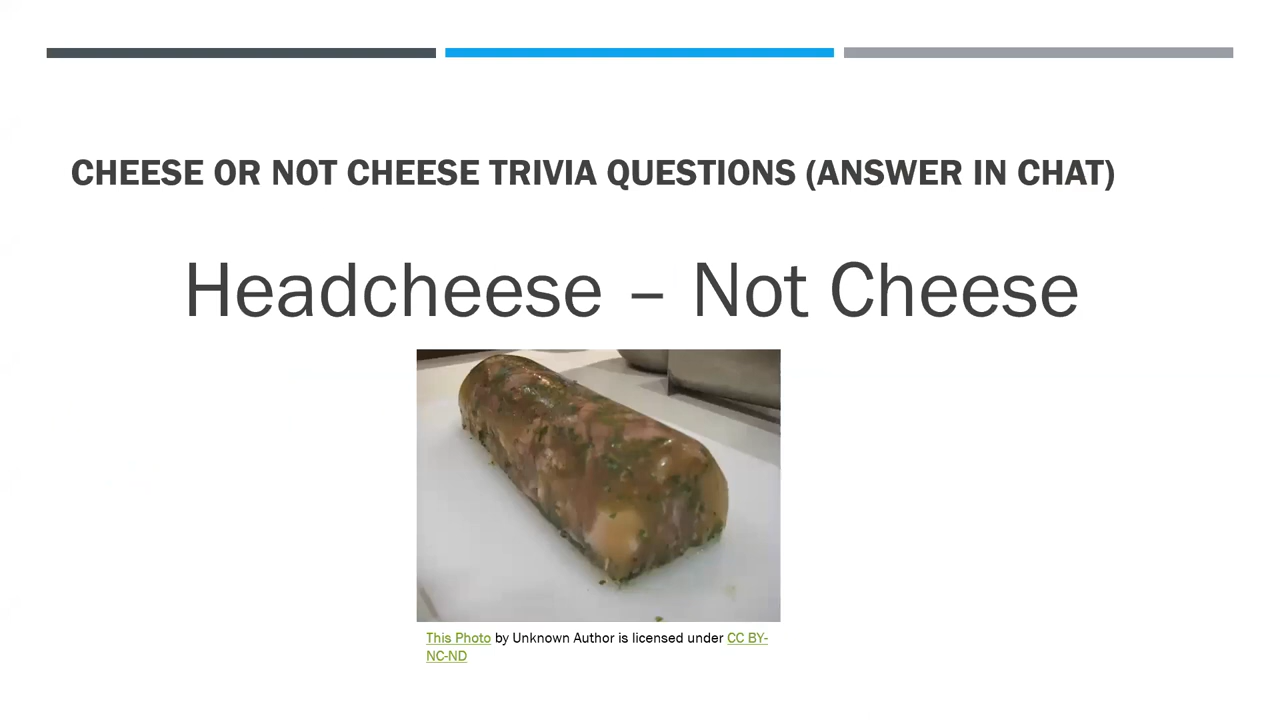 CHEESE OR NOT CHEESE TRIVIA QUESTIONS (ANSWER IN CHAT)
Headcheese – Not Cheese
This Photo by Unknown Author is licensed under CC BY-
NC-ND